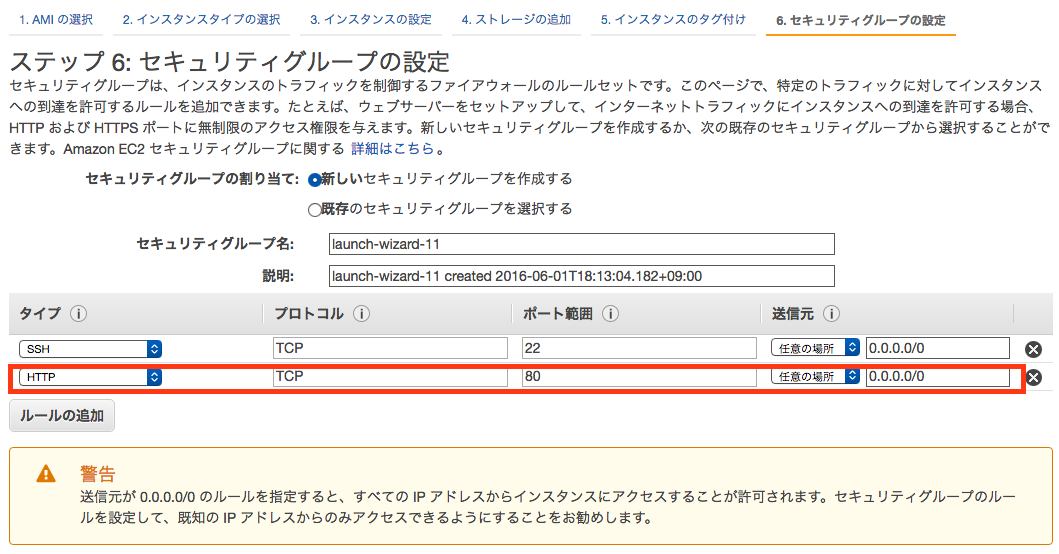 1. AMI の選択 2. インスタンスタイプの選択 3. インスタンスの設定 4. ストレージの追加 5. インスタンスのタグ付け 6. セキュリティグループの設定
ステップ 6: セキュリティグループの設定
セキュリティグループは、インスタンスのトラフィックを制御するファイアウォールのルールセットです。このページで、特定のトラフィックに対してインスタンス
への到達を許可するルールを追加できます。たとえば、ウェブサーバーをセットアップして、インターネットトラフィックにインスタンスへの到達を許可する場合、
HTTP および HTTPS ポートに無制限のアクセス権限を与えます。新しいセキュリティグループを作成するか、次の既存のセキュリティグループから選択することがで
きます。Amazon EC2 セキュリティグループに関する 詳細はこちら 。
セキュリティグループの割り当て: 新しいセキュリティグループを作成する
既存のセキュリティグループを選択する
セキュリティグループ名: launch-wizard-11
説明: launch-wizard-11 created 2016-06-01T18:13:04.182+09:00
タイプ プロトコル ポート範囲 送信元
SSH TCP 22 任意の場所 0.0.0.0/0
HTTP TCP 80 任意の場所 0.0.0.0/0
ルールの追加
警告
送信元が 0.0.0.0/0 のルールを指定すると、すべての IP アドレスからインスタンスにアクセスすることが許可されます。セキュリティグループのルー
ルを設定して、既知の IP アドレスからのみアクセスできるようにすることをお勧めします。